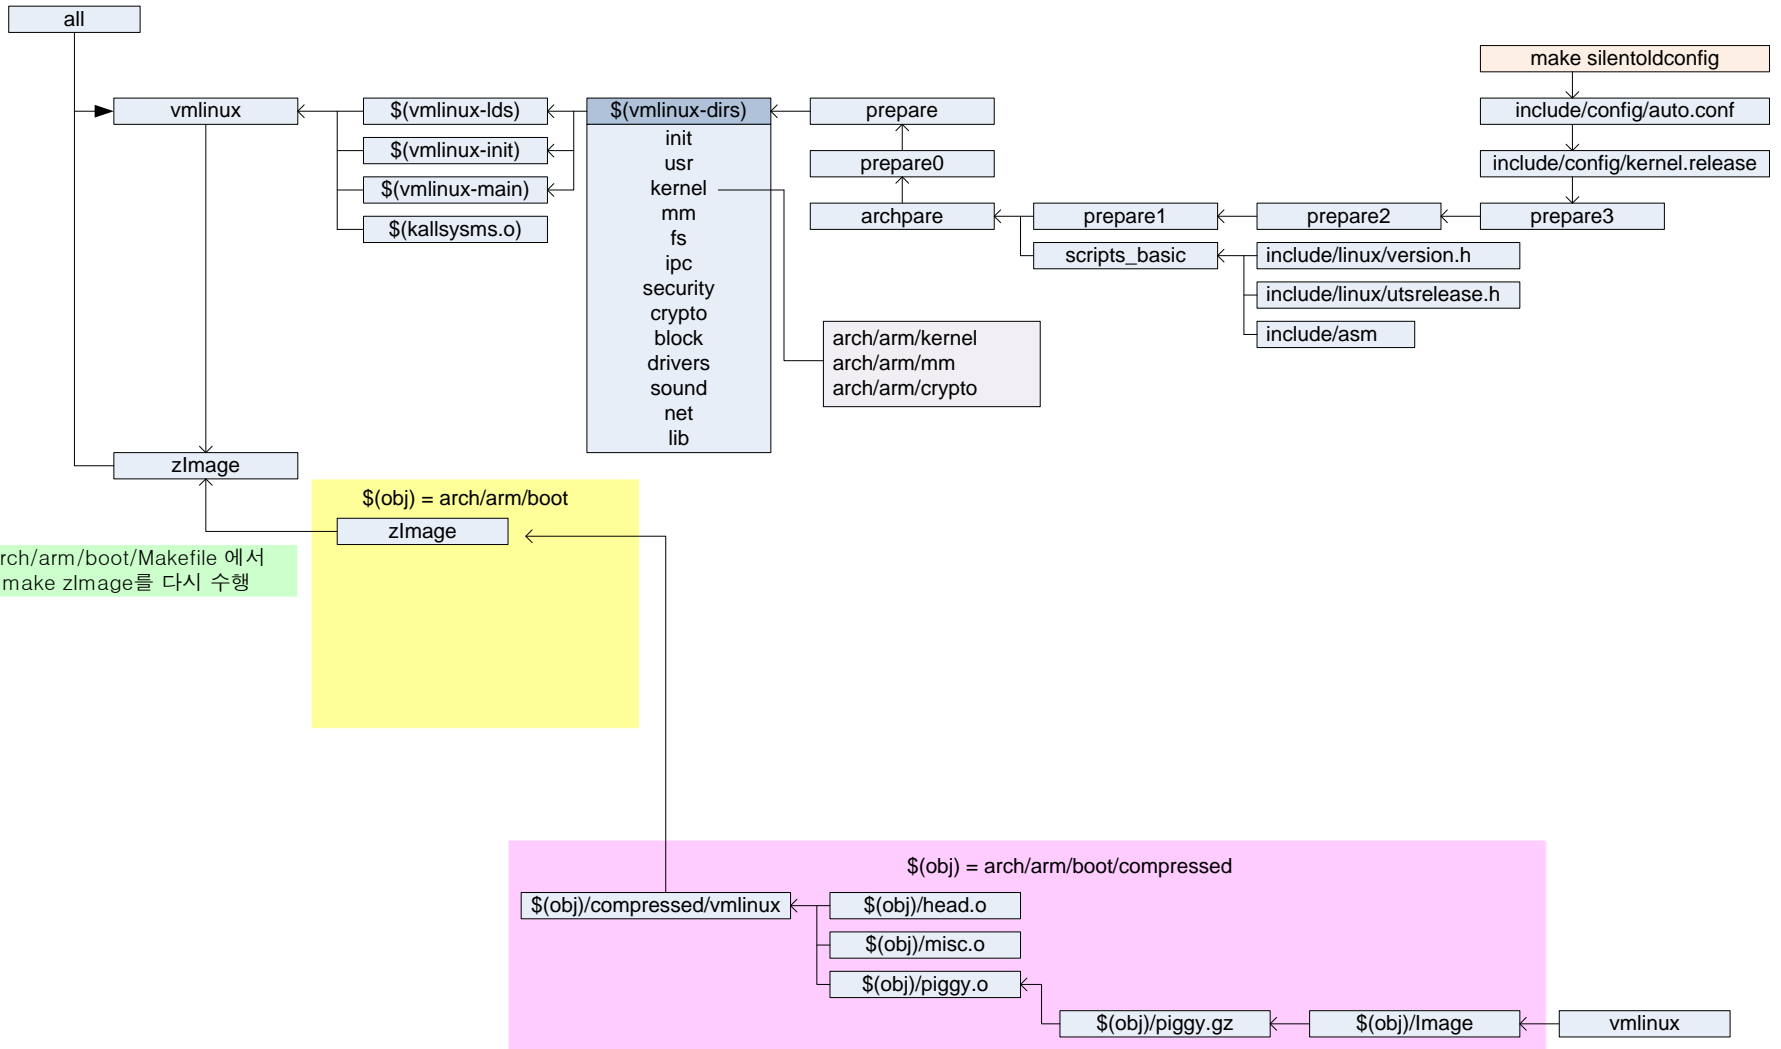 all
make silentoldconfig
vmlinux
$(vmlinux-lds)
$(vmlinux-dirs)
prepare
include/config/auto.conf
$(vmlinux-init)
init
usr
kernel
mm
fs
ipc
security
crypto
block
drivers
sound
net
lib
prepare0
include/config/kernel.release
$(vmlinux-main)
$(kallsysms.o)
archpare
prepare1
prepare2
prepare3
scripts_basic
include/linux/version.h
include/linux/utsrelease.h
include/asm
arch/arm/kernel
arch/arm/mm
arch/arm/crypto
zImage
$(obj) = arch/arm/boot
zImage
rch/arm/boot/Makefile 에서
make zImage를 다시 수행
$(obj) = arch/arm/boot/compressed
$(obj)/compressed/vmlinux
$(obj)/head.o
$(obj)/misc.o
$(obj)/piggy.o
$(obj)/piggy.gz
$(obj)/Image
vmlinux